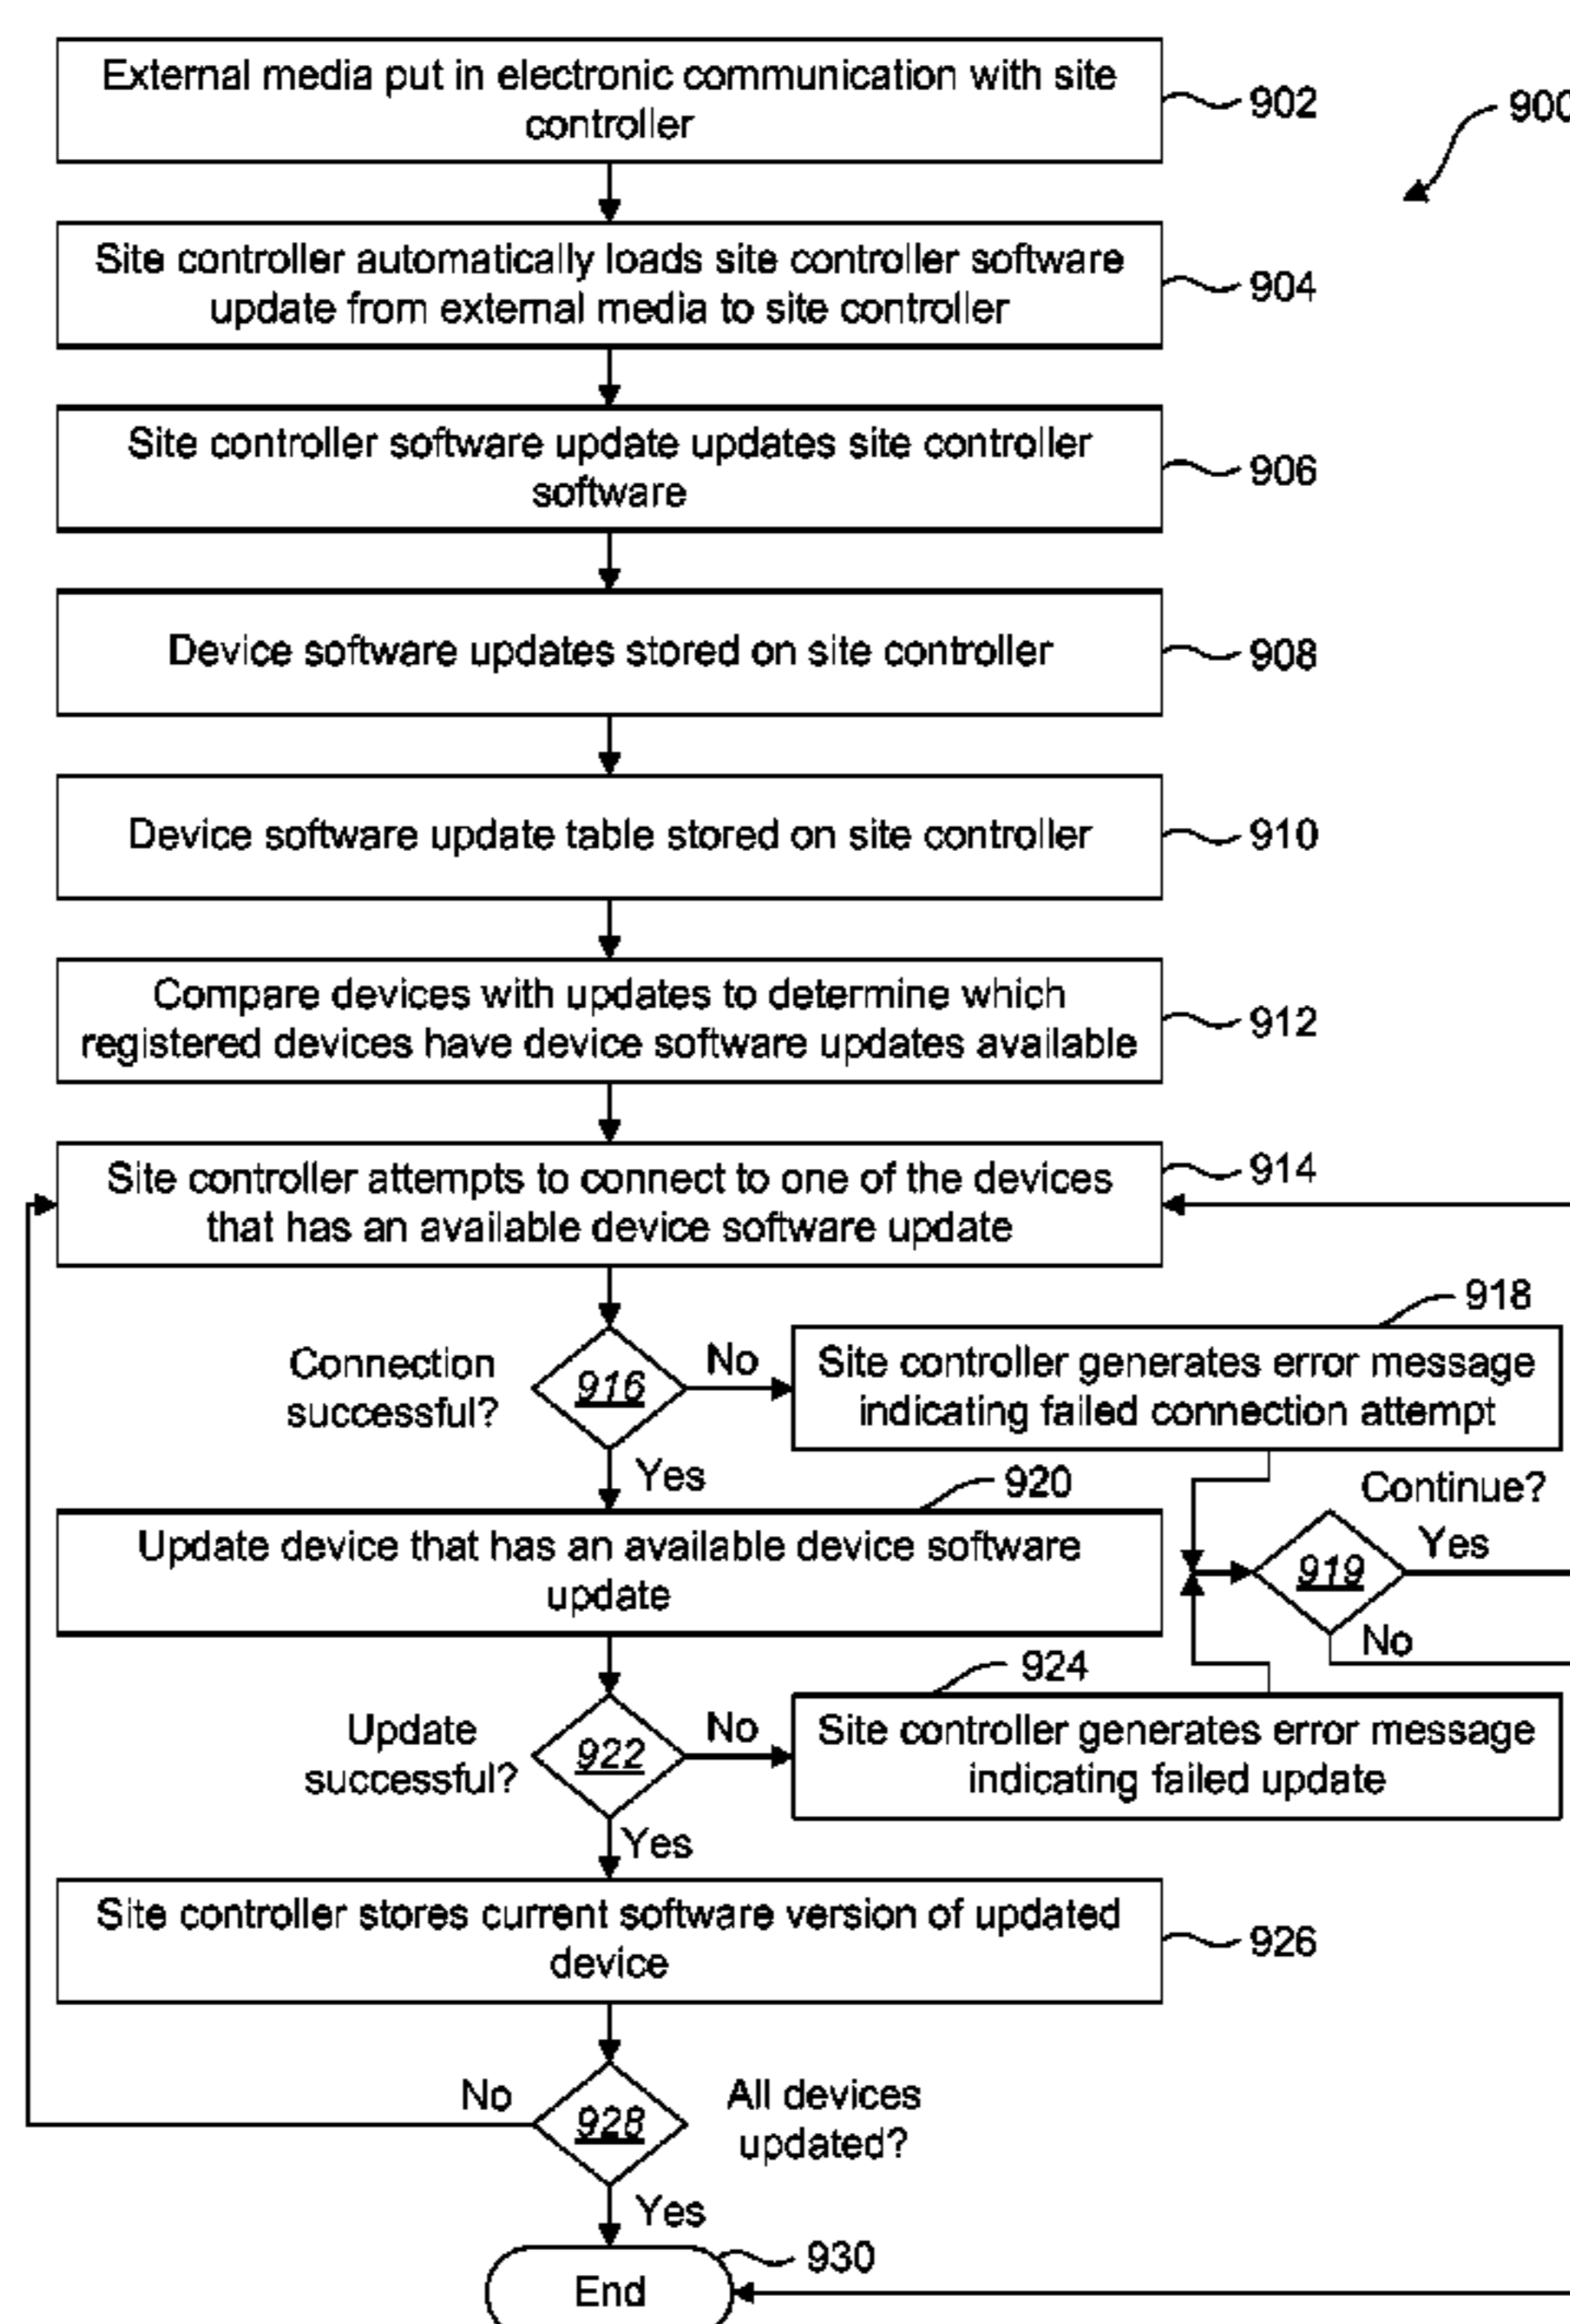 External media put in electronic communication with site
controller
902
900
Site controller automatically loads site controller software
update from external media to site controller
904
Site controller software update updates site controller
software
906
Device software updates stored on site controller
908
Device software update table stored on site controller
910
Compare devices with updates to determine which
registered devices have device software updates available
912
Site controller attempts to connect to one of the devices
that has an available device software update
914
918
Connection
successful?
916
No
Site controller generates error message
indicating failed connection attempt
Yes
920
Continue?
Update device that has an available device software
update
919
Yes
No
924
Update
successful?
922
No
Site controller generates error message
indicating failed update
Yes
Site controller stores current software version of updated
device
926
No
928
All devices
updated?
Yes
930
End